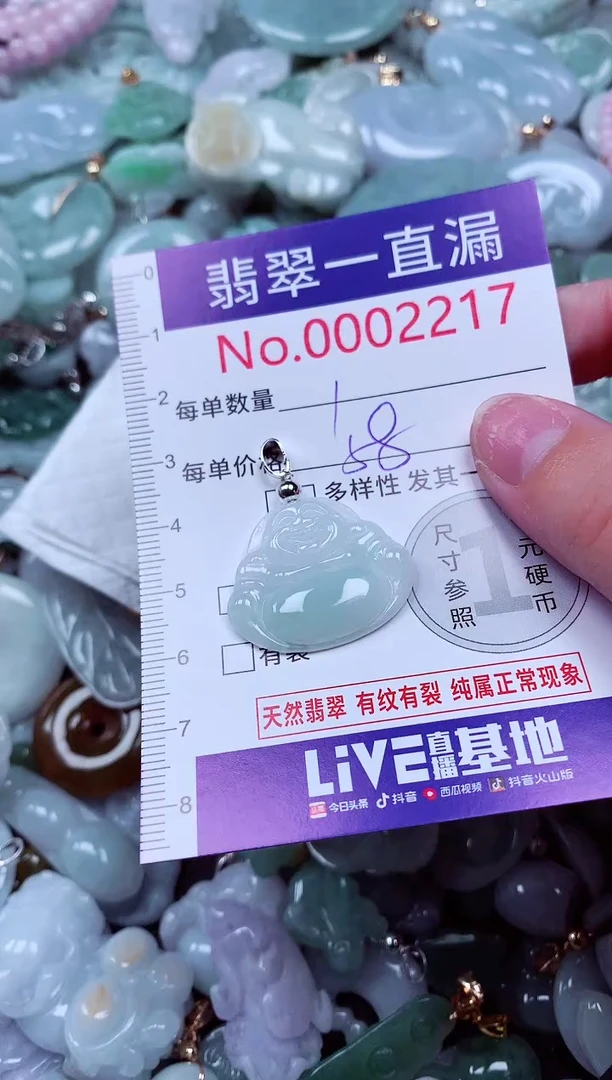 翡翠一直漏
No.0002217
0
1
2
3
4
5
6
7
8
每单数量 1
每单价格 58
多样性 发其一
尺寸参照
1
元硬币
有裂
天然翡翠 有纹有裂 纯属正常现象
LiVE直播基地
今日头条 抖音 西瓜视频 抖音火山版